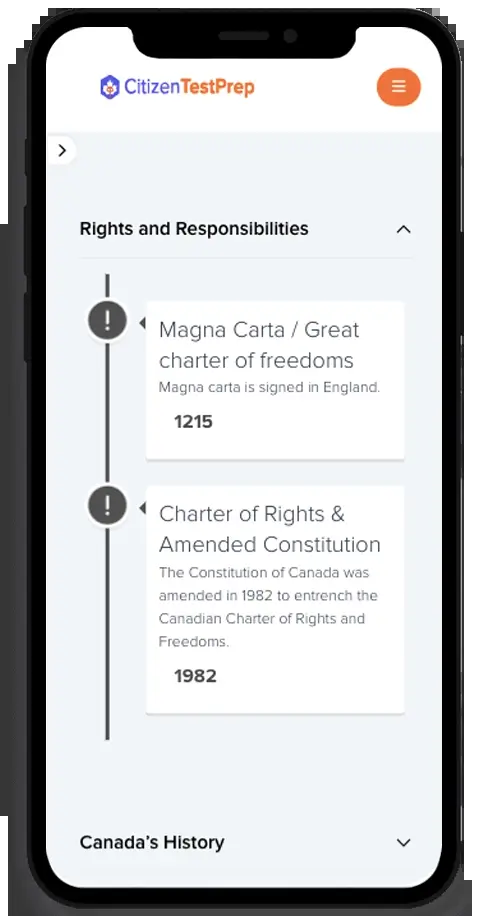 CitizenTestPrep
Rights and Responsibilities
Magna Carta / Great
charter of freedoms
Magna carta is signed in England.
1215
Charter of Rights &
Amended Constitution
The Constitution of Canada was
amended in 1982 to entrench the
Canadian Charter of Rights and
Freedoms.
1982
Canada's History